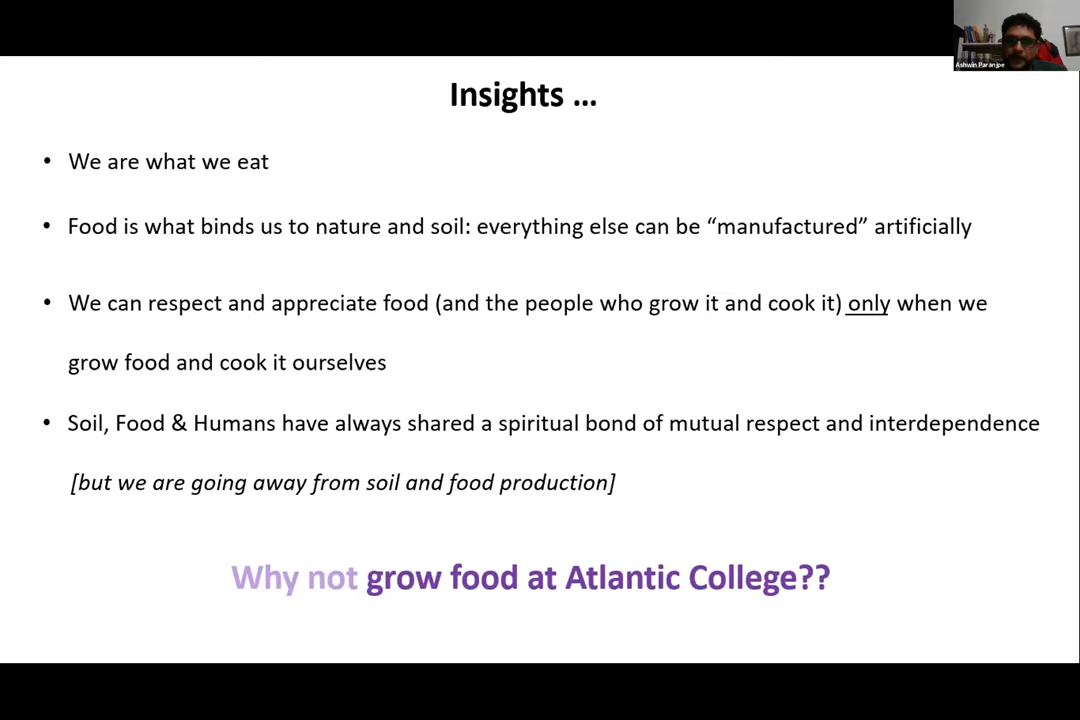 Ashwin Paranjpe
Insights ...
• We are what we eat
• Food is what binds us to nature and soil: everything else can be “manufactured” artificially
• We can respect and appreciate food (and the people who grow it and cook it) only when we
grow food and cook it ourselves
• Soil, Food & Humans have always shared a spiritual bond of mutual respect and interdependence
[but we are going away from soil and food production]
Why not grow food at Atlantic College??